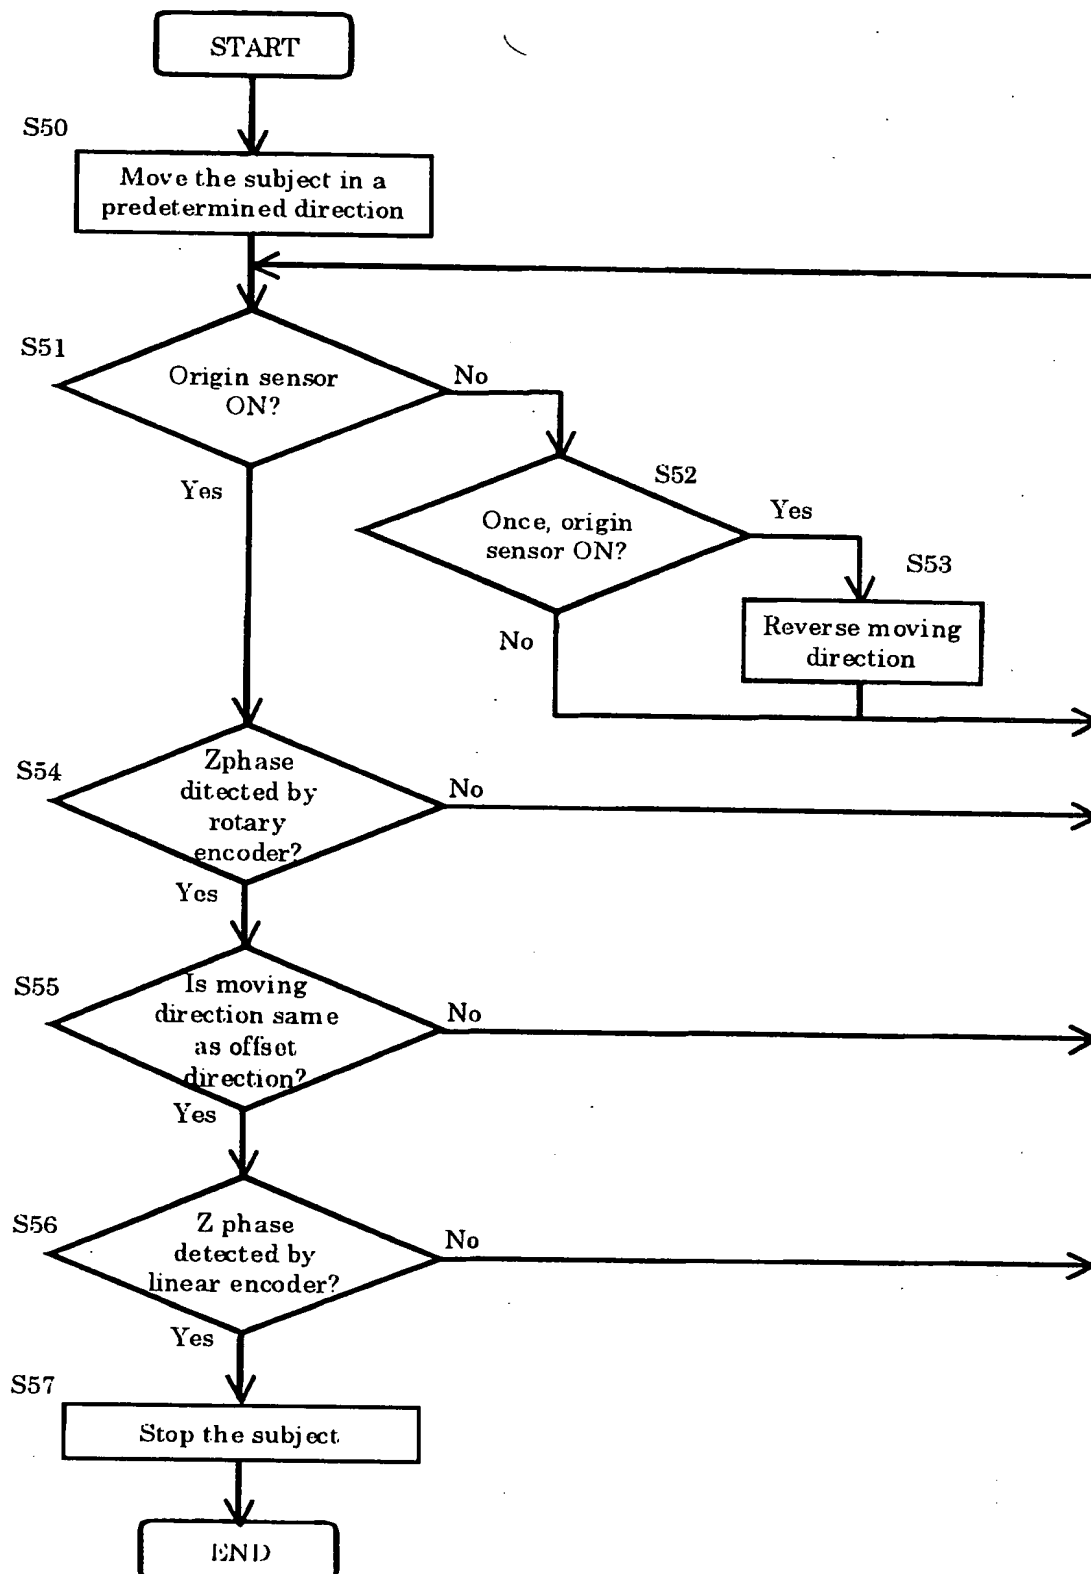 START
S50
Move the subject in a
predetermined direction
S51
Origin sensor
ON?
No
Yes
S52
Once, origin
sensor ON?
Yes
No
S53
Reverse moving
direction
S54
Zphase
ditected by
rotary
encoder?
No
Yes
S55
Is moving
direction same
as offset
direction?
No
Yes
S56
Z phase
detected by
linear encoder?
No
Yes
S57
Stop the subject
END